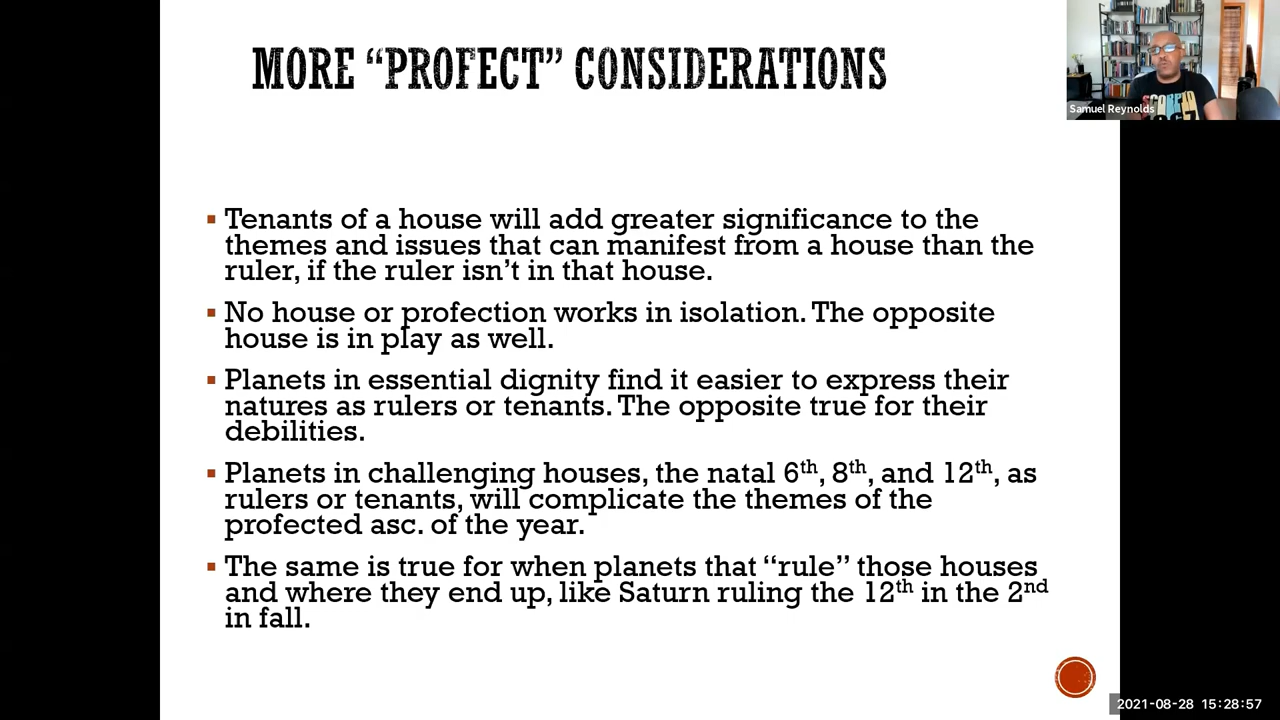 MORE “PROFECT” CONSIDERATIONS
Samuel Reynolds
▪ Tenants of a house will add greater significance to the
themes and issues that can manifest from a house than the
ruler, if the ruler isn’t in that house.
▪ No house or profection works in isolation. The opposite
house is in play as well.
▪ Planets in essential dignity find it easier to express their
natures as rulers or tenants. The opposite true for their
debilities.
▪ Planets in challenging houses, the natal 6th, 8th, and 12th, as
rulers or tenants, will complicate the themes of the
profected asc. of the year.
▪ The same is true for when planets that “rule” those houses
and where they end up, like Saturn ruling the 12th in the 2nd
in fall.
2021-08-28 15:28:57